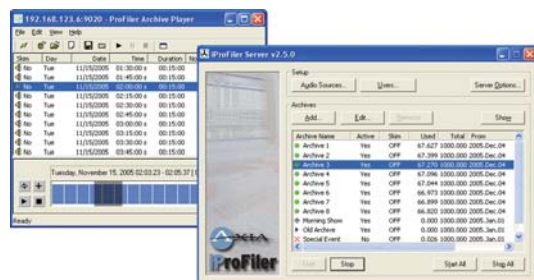 192.168.123.6:9020 - ProFiler Archive Player
File Edit View Help
Skim Day Date Time Duration No
No Tue 11/15/2005 01:30:00 a 00:15:00
No Tue 11/15/2005 01:45:00 a 00:15:00
No Tue 11/15/2005 02:00:00 a 00:15:00
No Tue 11/15/2005 02:15:00 a 00:15:00
No Tue 11/15/2005 02:30:00 a 00:15:00
No Tue 11/15/2005 02:45:00 a 00:15:00
No Tue 11/15/2005 03:00:00 a 00:15:00
No Tue 11/15/2005 03:15:00 a 00:15:00
No Tue 11/15/2005 03:30:00 a 00:15:00
No Tue 11/15/2005 03:45:00 a 00:15:00
Tuesday, November 15, 2005 02:03:23 - 02:05:37 [
Ready
iProFiler Server v2.5.0
Setup
Audio Sources... Users... Server Options...
Archives
Add... Edit... Remove Show
Archive Name Active Skim Used Total From
Archive 1 Yes OFF 67.627 1000.000 2005.Dec.04
Archive 2 Yes OFF 67.399 1000.000 2005.Dec.04
Archive 3 Yes OFF 67.270 1000.000 2005.Dec.04
Archive 4 Yes OFF 67.096 1000.000 2005.Dec.04
Archive 5 Yes OFF 67.044 1000.000 2005.Dec.04
Archive 6 Yes OFF 66.973 1000.000 2005.Dec.04
Archive 7 Yes OFF 66.899 1000.000 2005.Dec.04
Archive 8 Yes OFF 66.820 1000.000 2005.Dec.04
Morning Show Yes OFF 0.000 1000.000 2005.Jan.01
Old Archive Yes OFF 0.000 1000.000 2005.Jan.01
Special Event No OFF 0.026 1000.000 2005.Jan.01
Start Stop Start All Stop All
AXIA
iProFiler